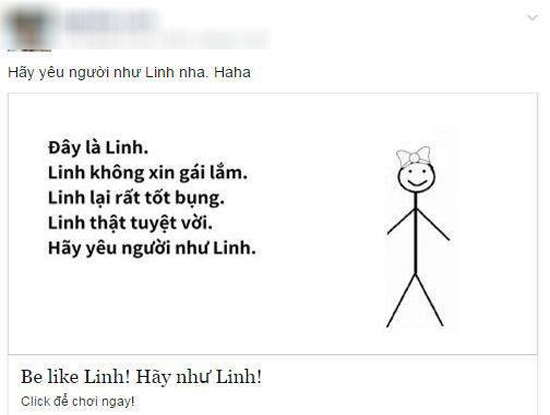 Hãy yêu người như Linh nha. Haha
Đây là Linh.
Linh không xin gái lắm.
Linh lại rất tốt bụng.
Linh thật tuyệt vời.
Hãy yêu người như Linh.
Be like Linh! Hãy như Linh!
Click để chơi ngay!